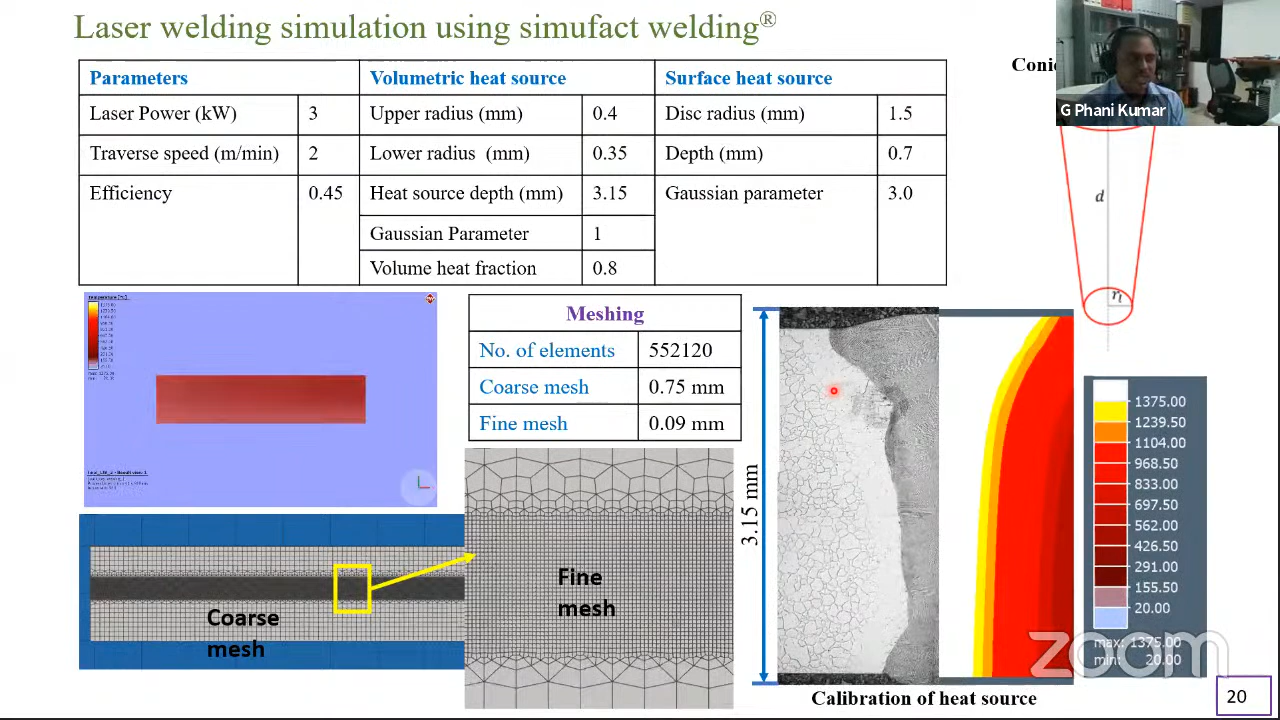 Laser welding simulation using simufact welding®
Conic
G Phani Kumar
Parameters
Volumetric heat source
Surface heat source
Laser Power (kW)
3
Upper radius (mm)
0.4
Disc radius (mm)
1.5
Traverse speed (m/min)
2
Lower radius (mm)
0.35
Depth (mm)
0.7
Efficiency
0.45
Heat source depth (mm)
3.15
Gaussian parameter
3.0
Gaussian Parameter
1
Volume heat fraction
0.8
d
r_l
Meshing
No. of elements
552120
Coarse mesh
0.75 mm
Fine mesh
0.09 mm
Coarse
mesh
Fine
mesh
3.15 mm
1375.00
1239.50
1104.00
968.50
833.00
697.50
562.00
426.50
291.00
155.50
20.00
max: 1375.00
min: 20.00
zoom
Calibration of heat source
20